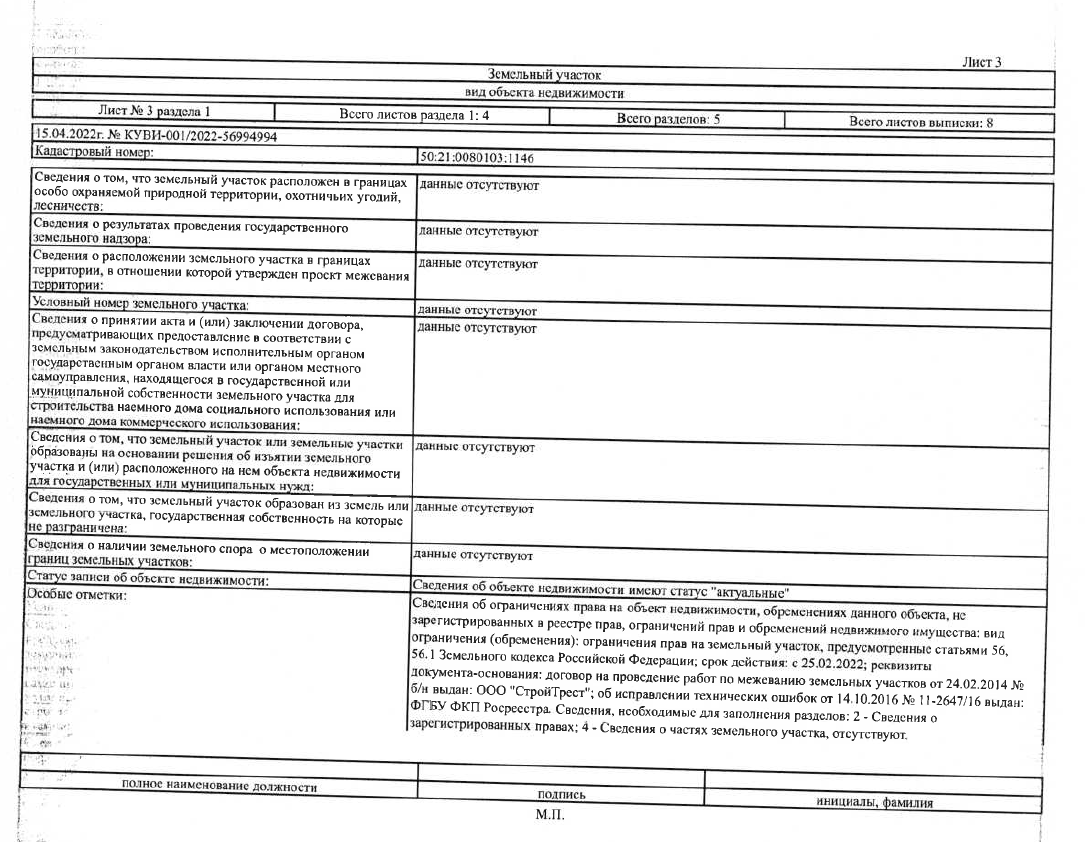 Лист 3
Земельный участок
вид объекта недвижимости
Лист № 3 раздела 1
Всего листов раздела 1: 4
Всего разделов: 5
Всего листов выписки: 8
15.04.2022г. № КУВИ-001/2022-56994994
Кадастровый номер:
50:21:0080103:1146
Сведения о том, что земельный участок расположен в границах
особо охраняемой природной территории, охотничьих угодий,
лесничеств:
данные отсутствуют
Сведения о результатах проведения государственного
земельного надзора:
данные отсутствуют
Сведения о расположении земельного участка в границах
территории, в отношении которой утвержден проект межевания
территории:
данные отсутствуют
Условный номер земельного участка:
данные отсутствуют
Сведения о принятии акта и (или) заключении договора,
предусматривающих предоставление в соответствии с
земельным законодательством исполнительным органом
государственным органом власти или органом местного
самоуправления, находящегося в государственной или
муниципальной собственности земельного участка для
строительства наемного дома социального использования или
наемного дома коммерческого использования:
данные отсутствуют
Сведения о том, что земельный участок или земельные участки
образованы на основании решения об изъятии земельного
участка и (или) расположенного на нем объекта недвижимости
для государственных или муниципальных нужд:
данные отсутствуют
Сведения о том, что земельный участок образован из земель или
земельного участка, государственная собственность на которые
не разграничена:
данные отсутствуют
Сведения о наличии земельного спора о местоположении
границ земельных участков:
данные отсутствуют
Статус записи об объекте недвижимости:
Сведения об объекте недвижимости имеют статус "актуальные"
Особые отметки:
Сведения об ограничениях права на объект недвижимости, обременениях данного объекта, не
зарегистрированных в реестре прав, ограничений прав и обременений недвижимого имущества: вид
ограничения (обременения): ограничения прав на земельный участок, предусмотренные статьями 56,
56.1 Земельного кодекса Российской Федерации; срок действия: с 25.02.2022; реквизиты
документа-основания: договор на проведение работ по межеванию земельных участков от 24.02.2014 №
б/н выдан: ООО "СтройТрест"; об исправлении технических ошибок от 14.10.2016 № 11-2647/16 выдан:
ФГБУ ФКП Росреестра. Сведения, необходимые для заполнения разделов: 2 - Сведения о
зарегистрированных правах; 4 - Сведения о частях земельного участка, отсутствуют.
полное наименование должности
подпись
инициалы, фамилия
М.П.